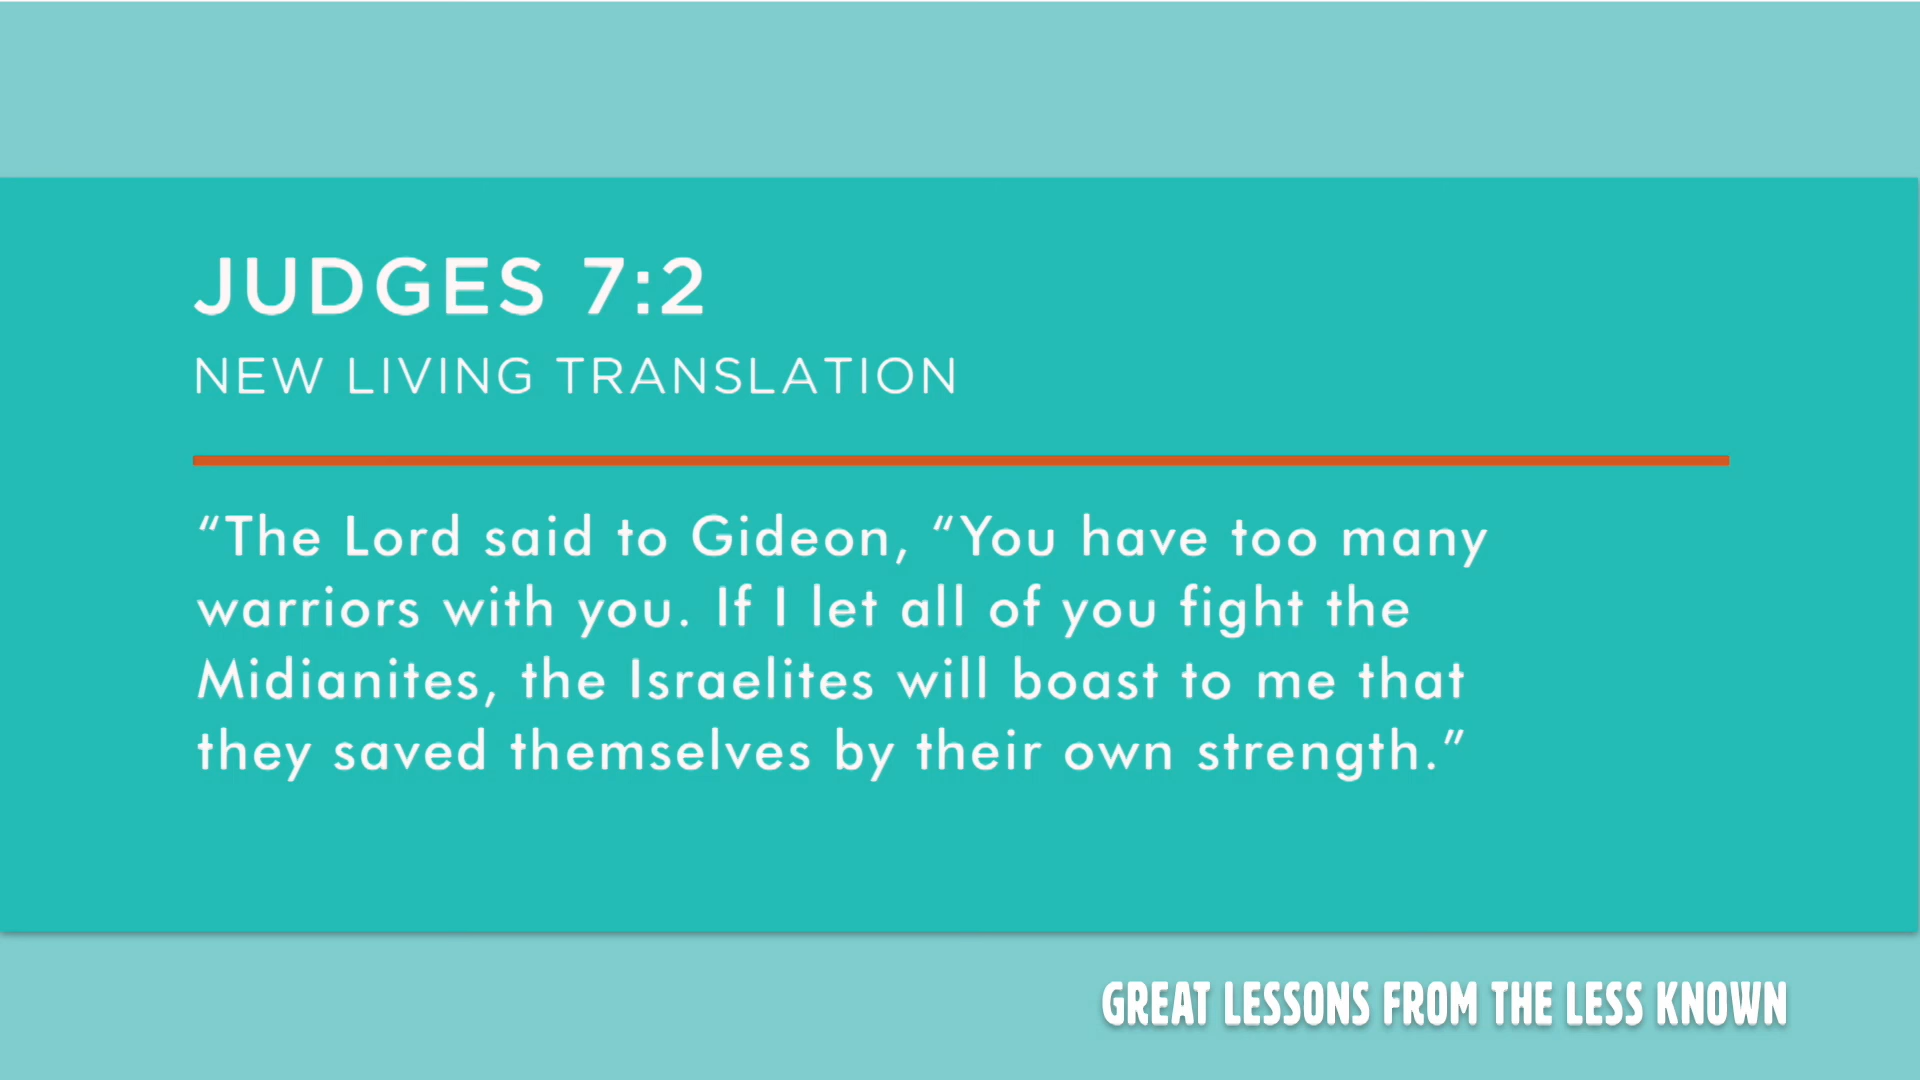 JUDGES 7:2
NEW LIVING TRANSLATION
“The Lord said to Gideon, “You have too many
warriors with you. If I let all of you fight the
Midianites, the Israelites will boast to me that
they saved themselves by their own strength.”
GREAT LESSONS FROM THE LESS KNOWN